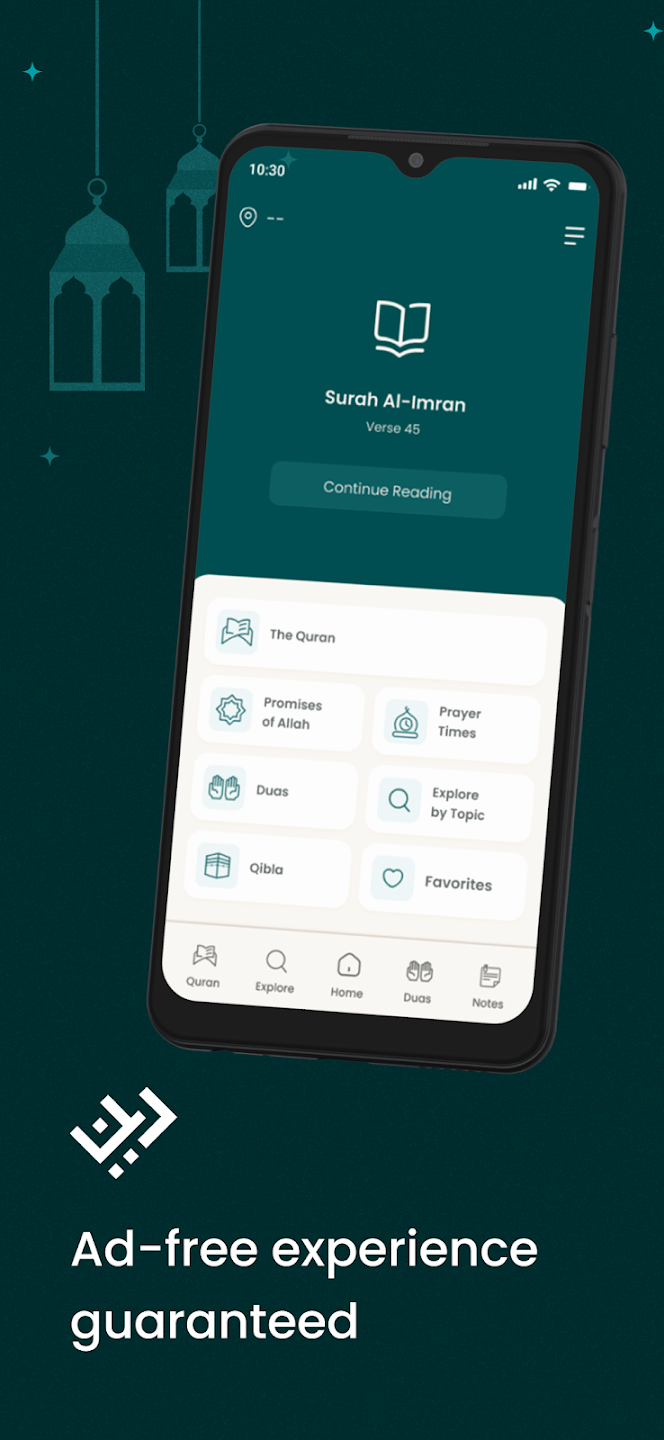 10:30
--
Surah Al-Imran
Verse 45
Continue Reading
The Quran
Promises
of Allah
Prayer
Times
Duas
Explore
by Topic
Qibla
Favorites
Quran
Explore
Home
Duas
Notes
دين
Ad-free experience
guaranteed